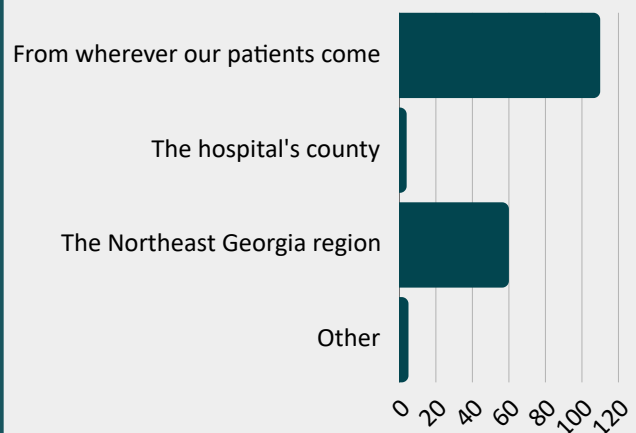 From wherever our patients come
The hospital's county
The Northeast Georgia region
Other
0 20 40 60 80 100 120